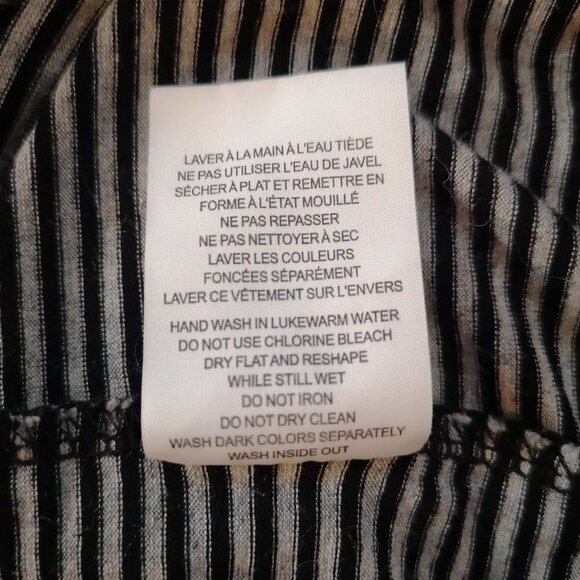 LAVER À LA MAIN À L'EAU TIÈDE
NE PAS UTILISER L'EAU DE JAVEL
SÉCHER À PLAT ET REMETTRE EN
FORME À L'ÉTAT MOUILLÉ
NE PAS REPASSER
NE PAS NETTOYER À SEC
LAVER LES COULEURS
FONCÉES SÉPARÉMENT
LAVER CE VÊTEMENT SUR L'ENVERS
HAND WASH IN LUKEWARM WATER
DO NOT USE CHLORINE BLEACH
DRY FLAT AND RESHAPE
WHILE STILL WET
DO NOT IRON
DO NOT DRY CLEAN
WASH DARK COLORS SEPARATELY
WASH INSIDE OUT